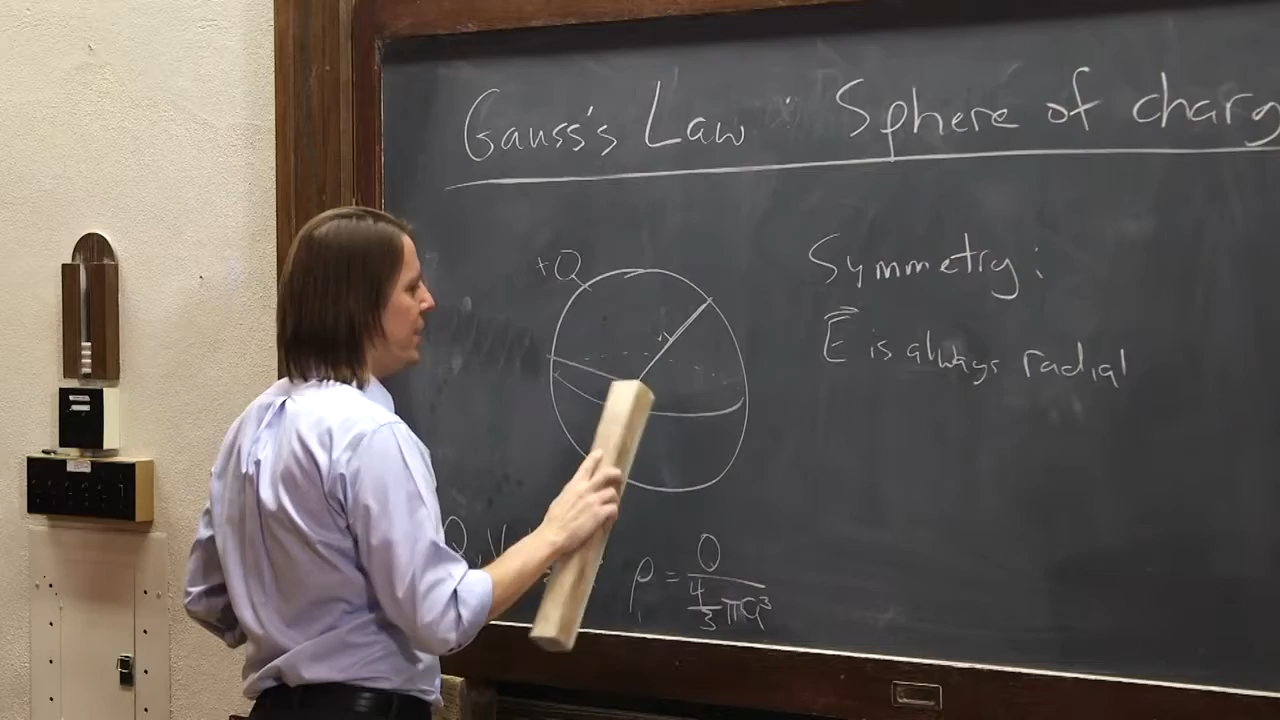 Gauss's Law : Sphere of charg
+Q
Symmetry:
E⃗ is always radial
ρ = Q / (4/3 πa³)